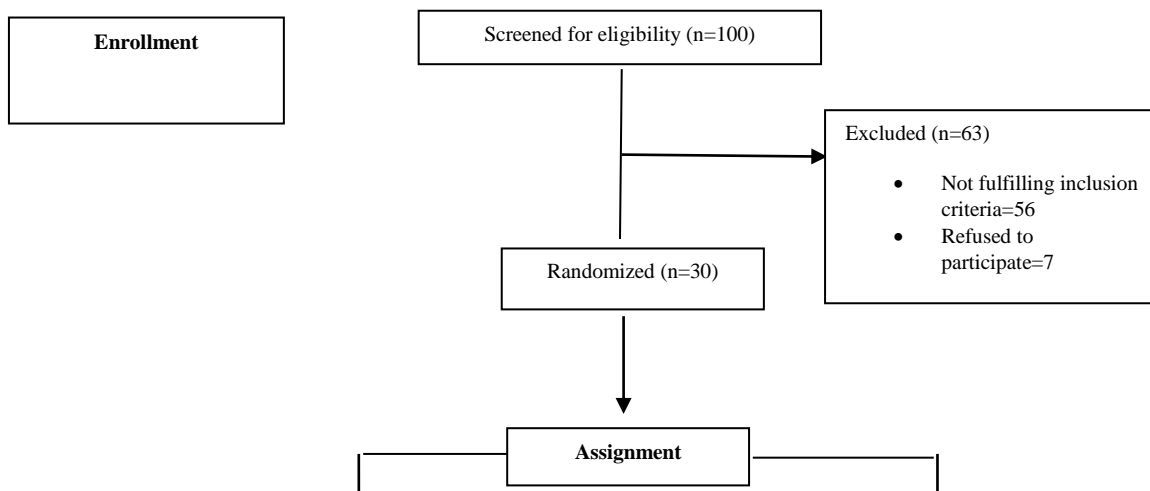 Enrollment
Screened for eligibility (n=100)
Excluded (n=63)
• Not fulfilling inclusion
criteria=56
• Refused to
participate=7
Randomized (n=30)
Assignment